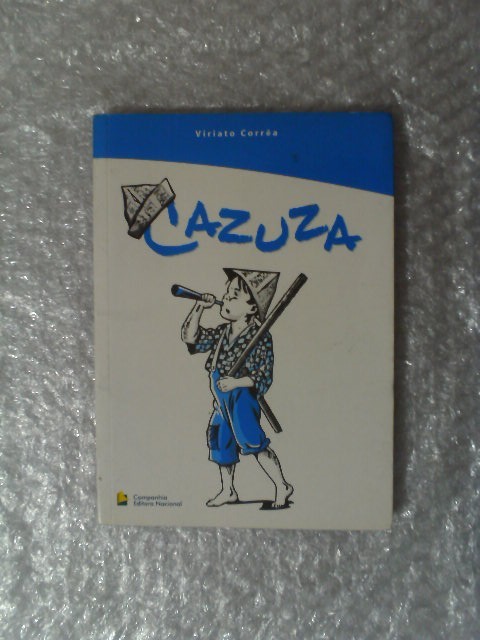 Viriato Corrêa
CAZUZA
Companhia
Editora Nacional